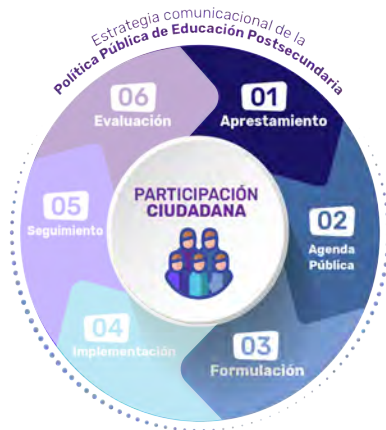 Estrategia comunicacional de la
Política Pública de Educación Postsecundaria
01
Aprestamiento
02
Agenda
Pública
03
Formulación
04
Implementación
05
Seguimiento
06
Evaluación
PARTICIPACIÓN
CIUDADANA